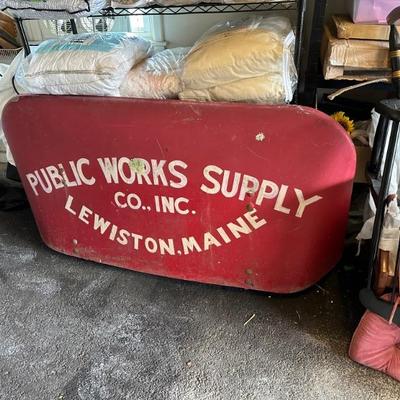 PUBLIC WORKS SUPPLY
CO., INC.
LEWISTON, MAINE